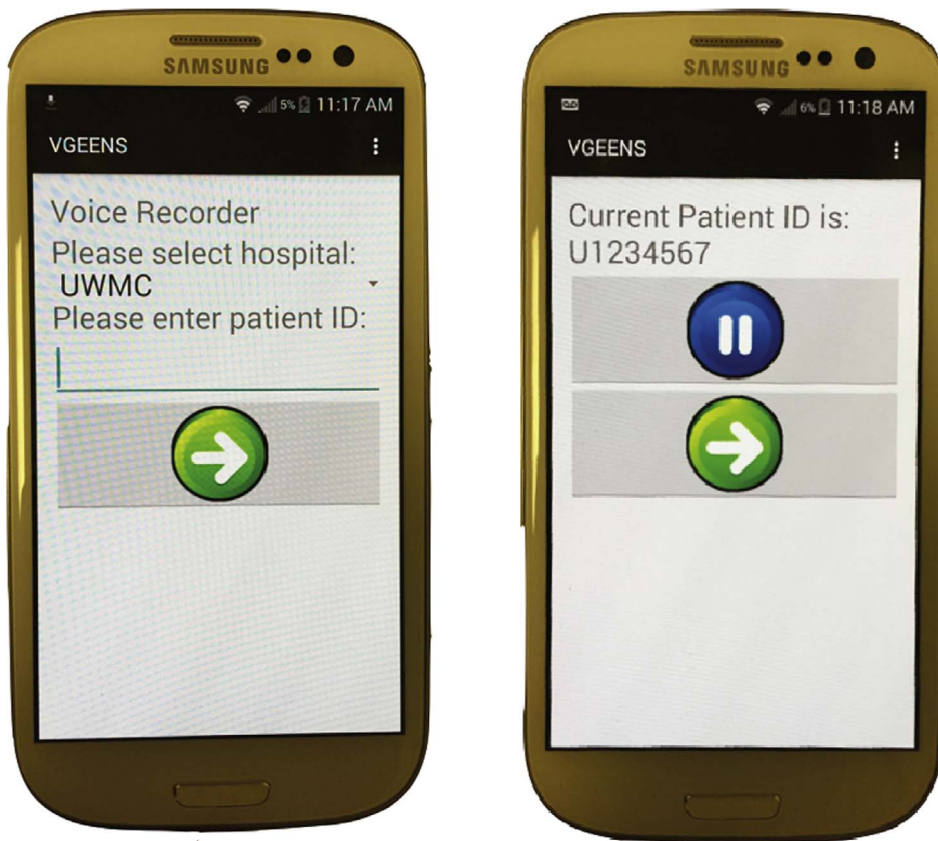 SAMSUNG
5% 11:17 AM
VGEENS
Voice Recorder
Please select hospital:
UWMC
Please enter patient ID:
SAMSUNG
6% 11:18 AM
VGEENS
Current Patient ID is:
U1234567